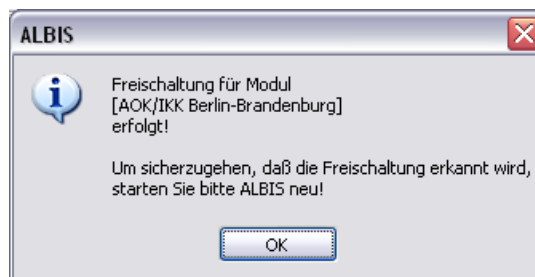 ALBIS
Freischaltung für Modul
[AOK/IKK Berlin-Brandenburg]
erfolgt!
Um sicherzugehen, daß die Freischaltung erkannt wird,
starten Sie bitte ALBIS neu!
OK